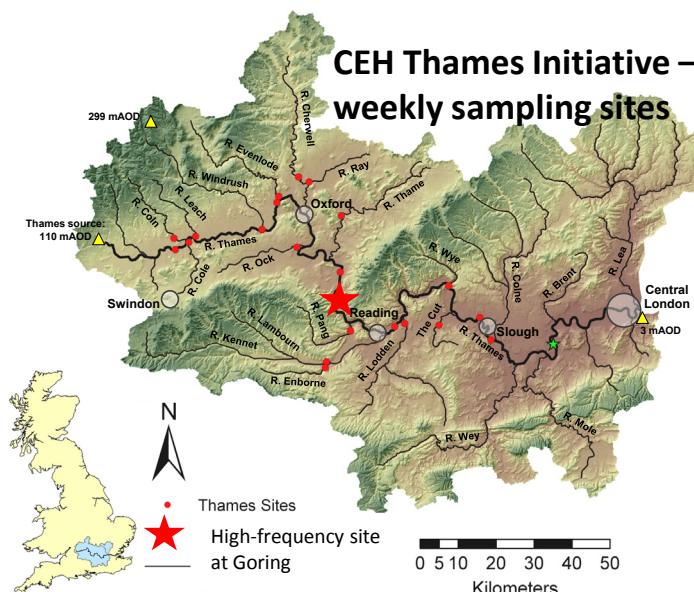 CEH Thames Initiative –
weekly sampling sites
299 mAOD
R. Cherwell
R. Evenlode
R. Ray
R. Windrush
R. Thame
R. Leach
R. Coln
Oxford
Thames source:
110 mAOD
R. Thames
R. Ock
R. Cole
R. Wye
R. Colne
R. Brent
R. Lea
Swindon
Central
London
3 mAOD
Reading
R. Pang
R. Lambourn
R. Kennet
The Cut
R. Thames
Slough
R. Lodden
R. Enborne
R. Mole
R. Wey
N
Thames Sites
High-frequency site
at Goring
0 5 10 20 30 40 50
Kilometers